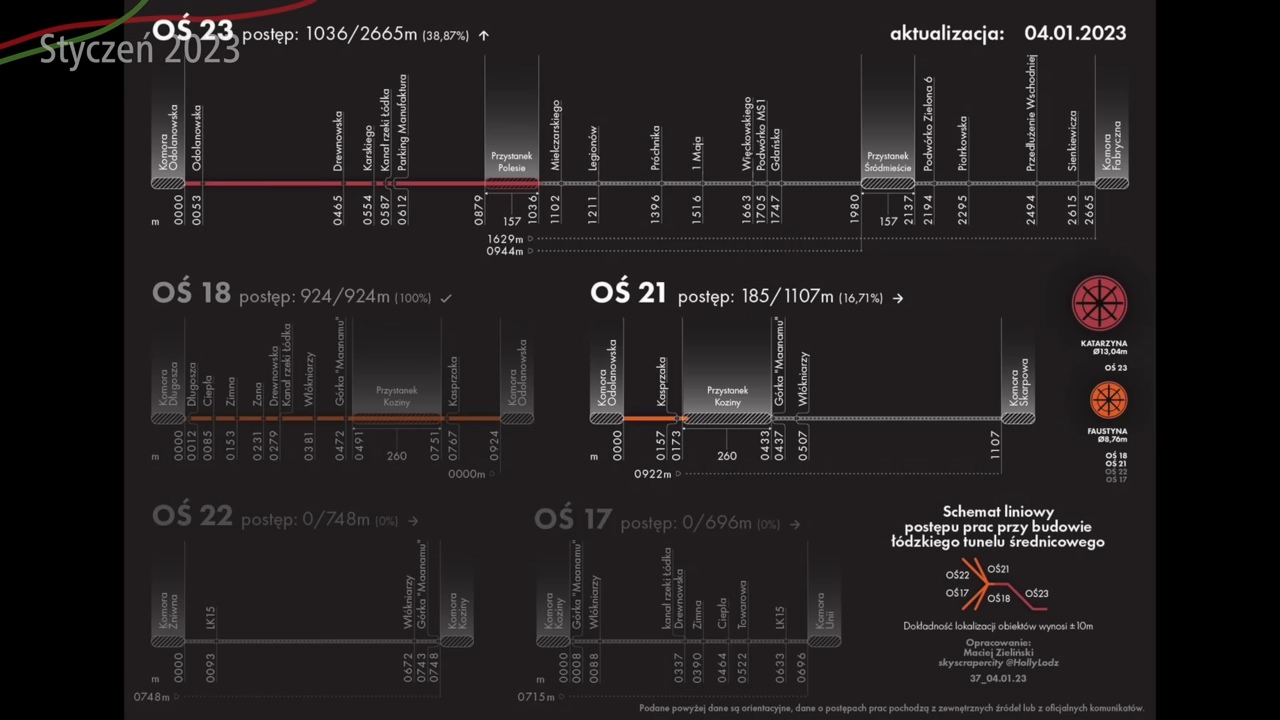 OŚ 23 postęp: 1036/2665m (38,87%) ↑
aktualizacja: 04.01.2023
Styczeń 2023
Komora
Odolanowska
Odolanowska
Drewnowska
Karskiego
Kanał rzeki Łódka
Parking Manufaktura
Przystanek
Polesie
Mielczarskiego
Legionów
Próchnika
1 Maja
Więckowskiego
Podwórko MS1
Gdańska
Przystanek
Śródmieście
Podwórko Zielona 6
Piotrkowska
Przedłużenie Wschodniej
Sienkiewicza
Komora
Fabryczna
m 0000 0053 0465 0554 0587 0612 0879 157 1036 1102 1211 1396 1516 1663 1705 1747 1980 157 2137 2194 2295 2494 2615 2665
1629m
0944m
OŚ 18 postęp: 924/924m (100%) ✓
Komora
Długosza
Długosza
Ciepła
Zimna
Żona
Drewnowska
Kanał rzeki Łódka
Włókniarzy
Górka "Maanamu"
Przystanek
Koziny
Kasprzaka
Komora
Odolanowska
m 0000 012 0085 0153 0231 0279 0381 0472 0491 260 0751 0767 0924
0000m
OŚ 21 postęp: 185/1107m (16,71%) →
Komora
Odolanowska
Kasprzaka
Przystanek
Koziny
Górka "Maanamu"
Włókniarzy
Komora
Skarpowa
m 0000 0157 0173 260 0433 0437 0507 1107
0922m
KATARZYNA
Ø13,04m
OŚ 23
FAUSTYNA
Ø8,76m
OŚ 18
OŚ 21
OŚ 22
OŚ 17
OŚ 22 postęp: 0/748m (0%) →
Komora
Żniwna
LK15
Włókniarzy
Górka "Maanamu"
Komora
Koziny
m 0000 0093 0672 0743 0748
0748m
OŚ 17 postęp: 0/696m (0%) →
Komora
Koziny
Górka "Maanamu"
Włókniarzy
kanał rzeki Łódka
Drewnowska
Zimna
Ciepła
Towarowa
LK15
Komora
Unii
m 0000 0008 0088 0337 0390 0464 0522 0633 0696
0715m
Schemat liniowy
postępu prac przy budowie
łódzkiego tunelu średnicowego
OŚ22 OŚ21
OŚ17 OŚ18 OŚ23
Dokładność lokalizacji obiektów wynosi ±10m
Opracowanie:
Maciej Zieliński
skyscrapercity @HollyLodz
37_04.01.23
Podane powyżej dane są orientacyjne, dane o postępach prac pochodzą z zewnętrznych źródeł lub z oficjalnych komunikatów.